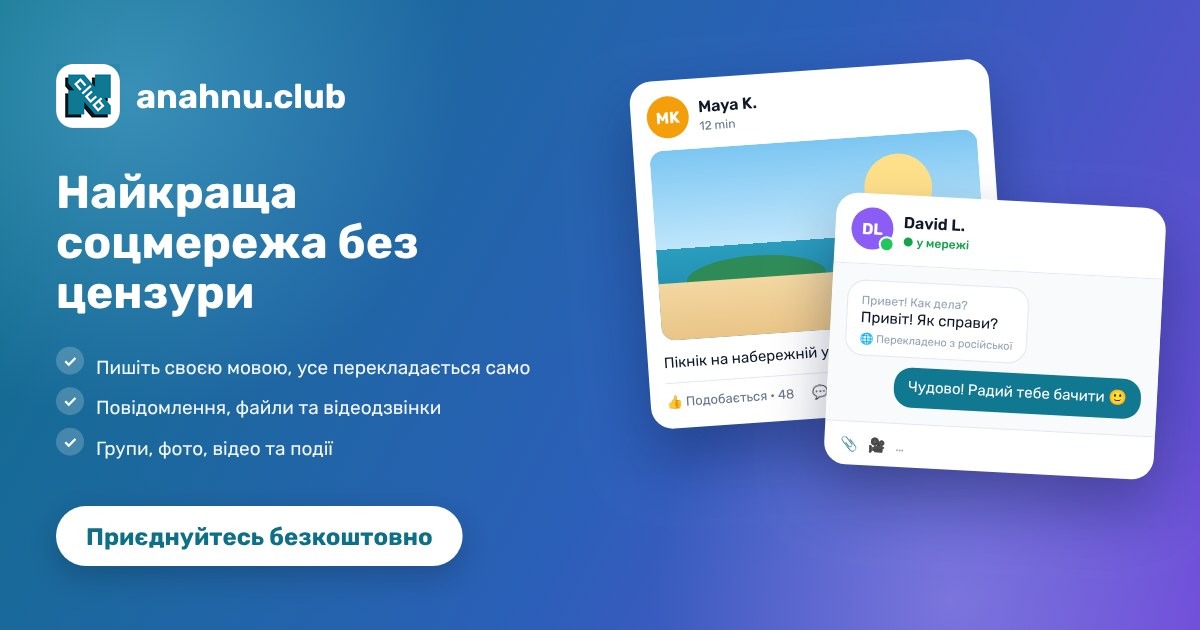 club
anahnu.club
Найкраща
соцмережа без
цензури
Пишіть своєю мовою, усе перекладається само
Повідомлення, файли та відеодзвінки
Групи, фото, відео та події
Приєднуйтесь безкоштовно
MK
Maya K.
12 min
Пікнік на набережній у
👍 Подобається • 48 💬
DL
David L.
у мережі
Привет! Как дела?
Привіт! Як справи?
🌐 Перекладено з російської
Чудово! Радий тебе бачити 🙂
📎 🎥 ...